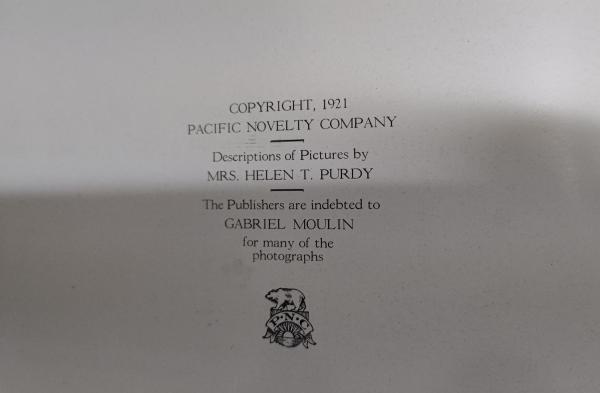 COPYRIGHT, 1921
PACIFIC NOVELTY COMPANY
Descriptions of Pictures by
MRS. HELEN T. PURDY
The Publishers are indebted to
GABRIEL MOULIN
for many of the
photographs
P·N·C